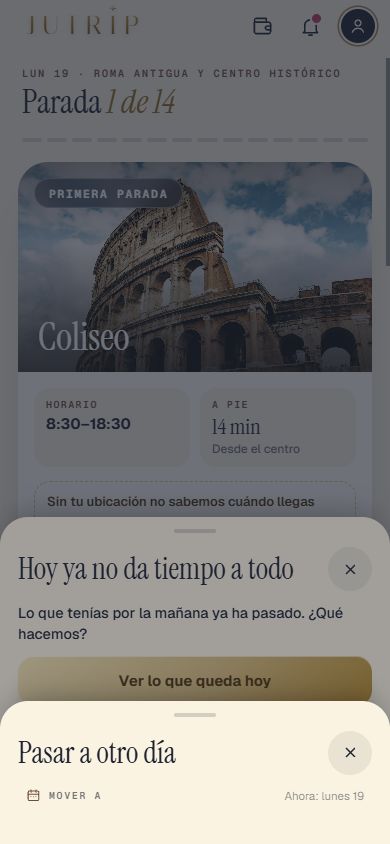 JUTRIP
LUN 19 · ROMA ANTIGUA Y CENTRO HISTÓRICO
Parada 1 de 14
PRIMERA PARADA
Coliseo
HORARIO
8:30–18:30
A PIE
14 min
Desde el centro
Sin tu ubicación no sabemos cuándo llegas
Hoy ya no da tiempo a todo
Lo que tenías por la mañana ya ha pasado. ¿Qué
hacemos?
Ver lo que queda hoy
Pasar a otro día
MOVER A
Ahora: lunes 19